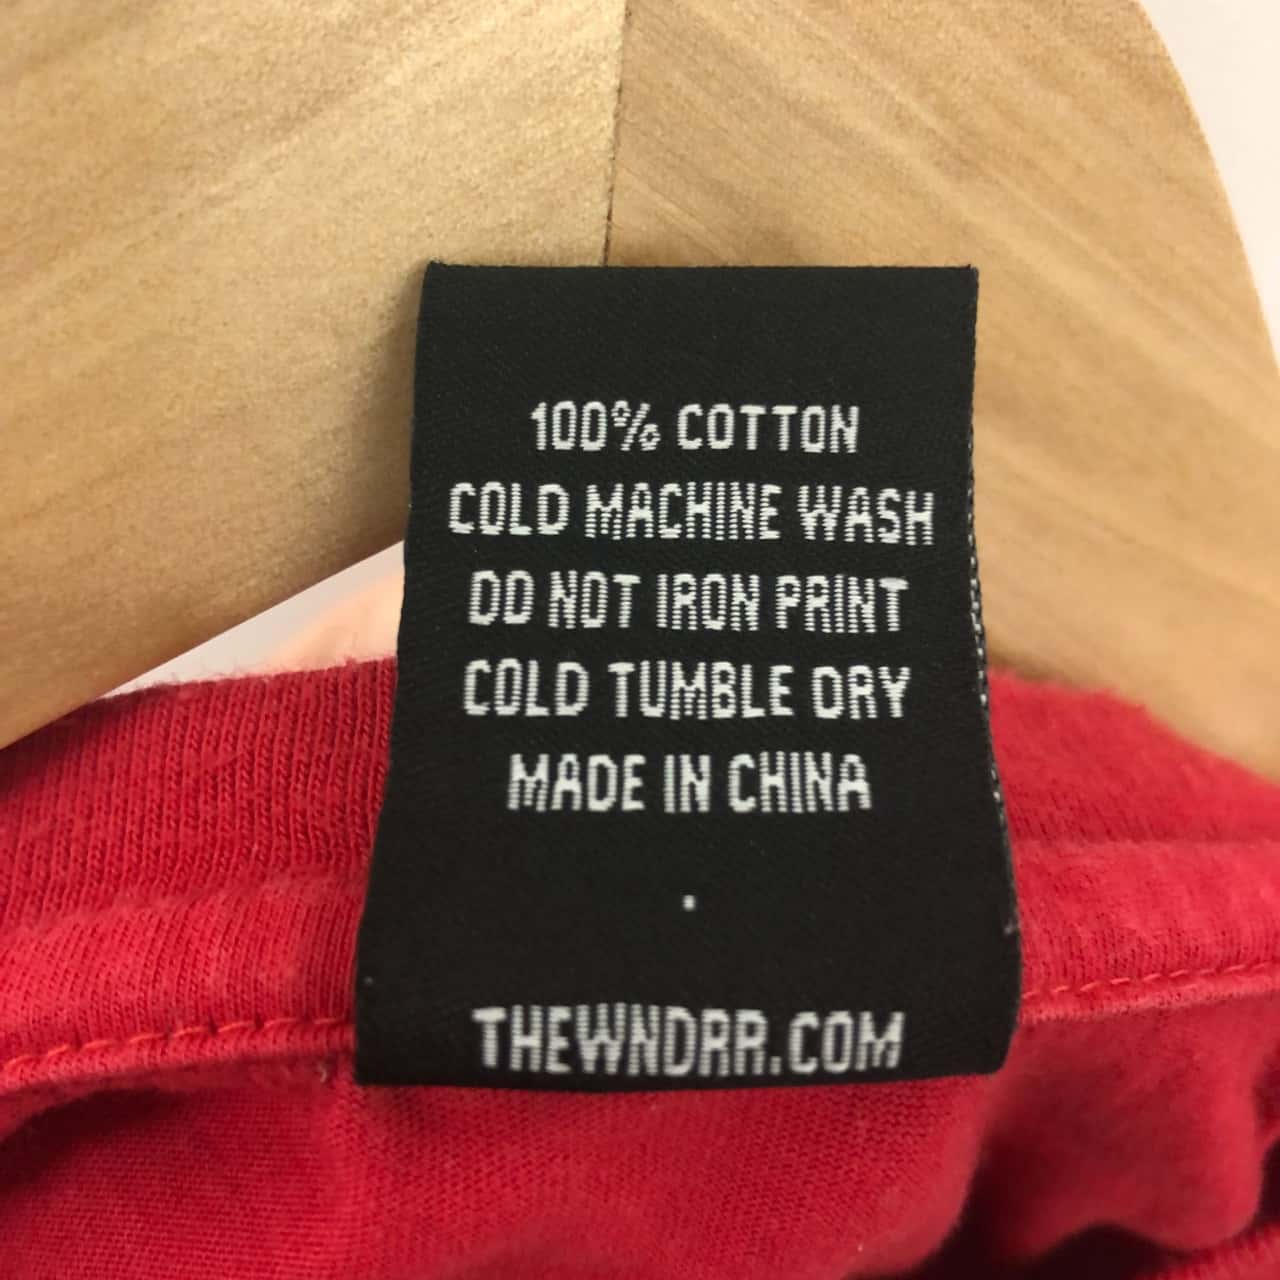 100% COTTON
COLD MACHINE WASH
DO NOT IRON PRINT
COLD TUMBLE DRY
MADE IN CHINA
.
THEWNDRR.COM